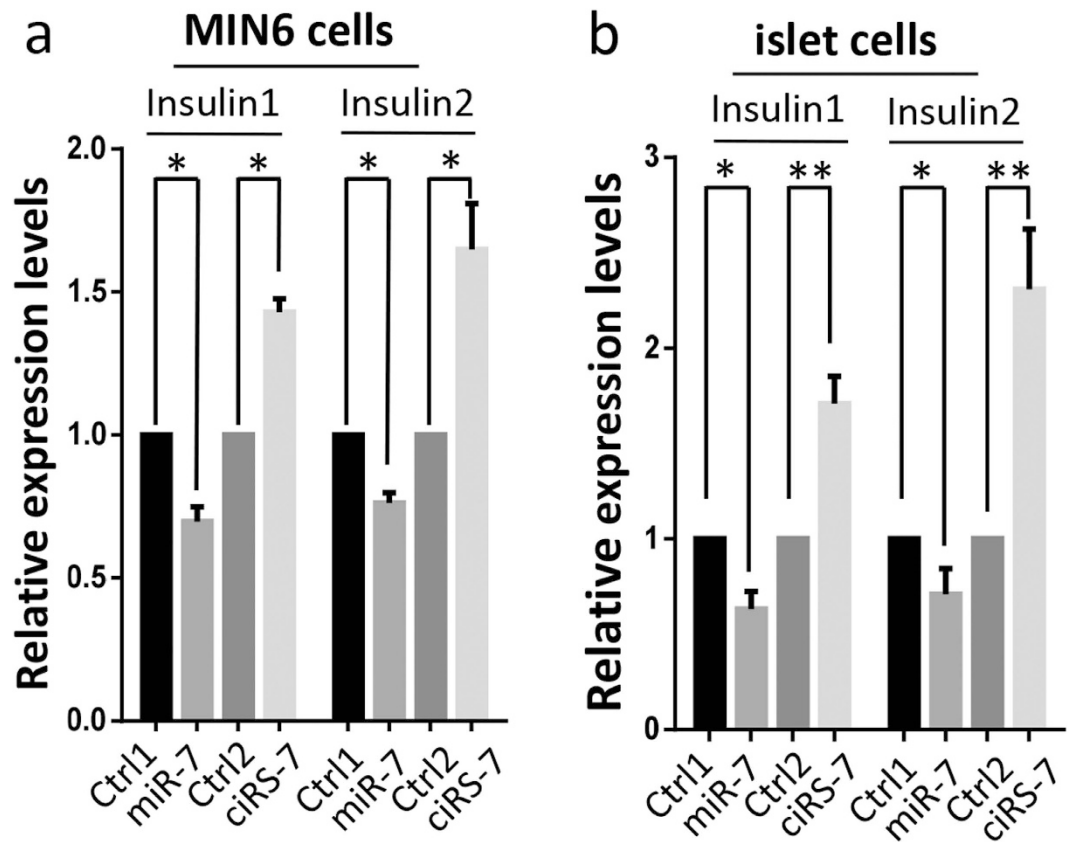 a
MIN6 cells
Insulin1
Insulin2
Relative expression levels
2.0
1.5
1.0
0.5
0.0
*
*
*
*
Ctrl1
miR-7
Ctrl2
ciRS-7
Ctrl1
miR-7
Ctrl2
ciRS-7
b
islet cells
Insulin1
Insulin2
Relative expression levels
3
2
1
0
*
**
*
**
Ctrl1
miR-7
Ctrl2
ciRS-7
Ctrl1
miR-7
Ctrl2
ciRS-7